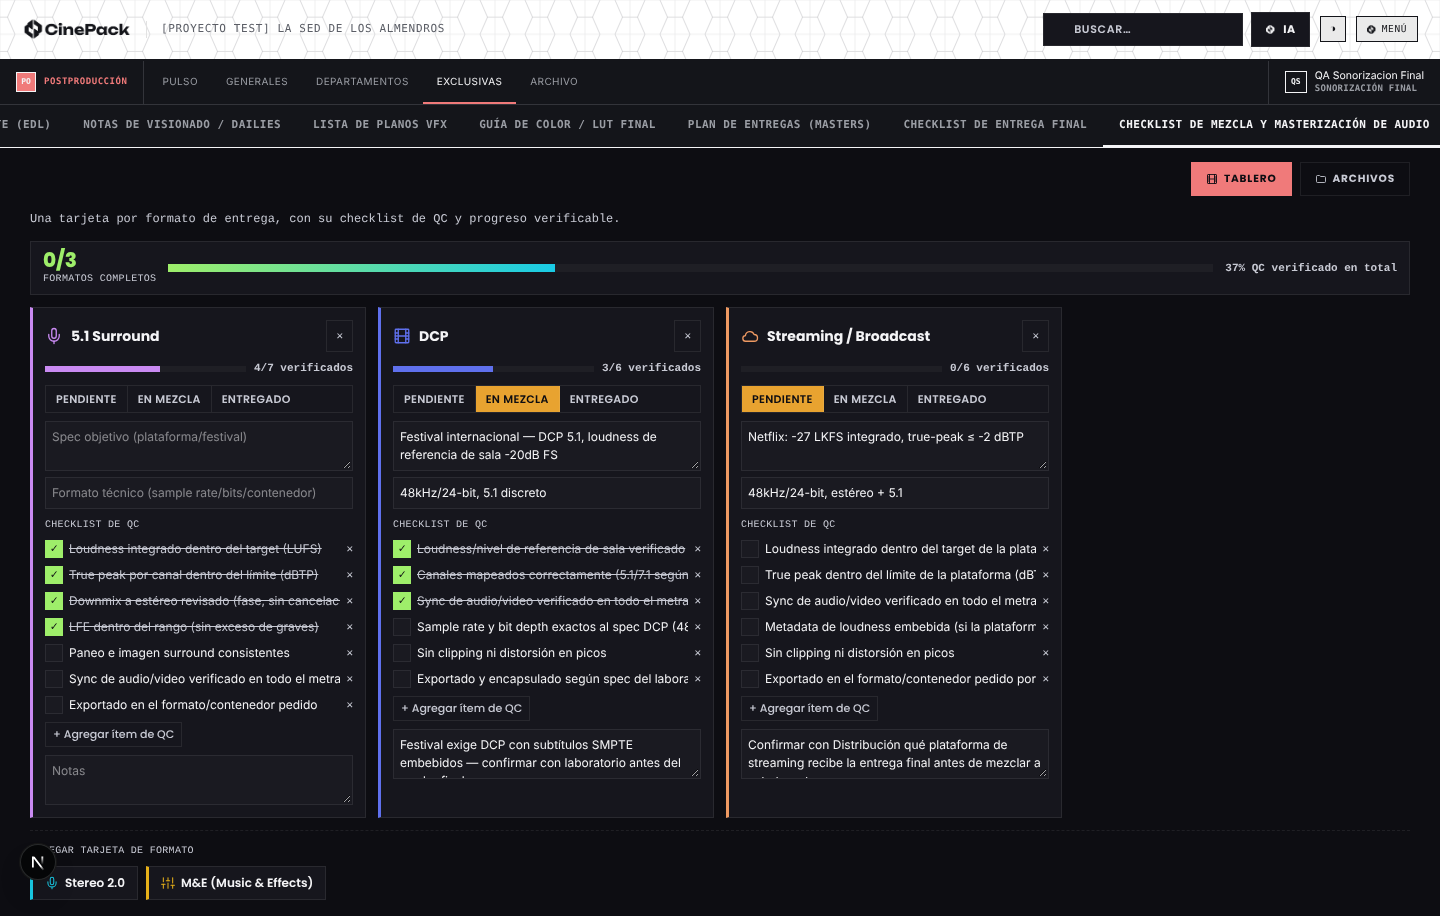 CinePack
[PROYECTO TEST] LA SED DE LOS ALMENDROS
BUSCAR…
IA
MENÚ
PO
POSTPRODUCCIÓN
PULSO
GENERALES
DEPARTAMENTOS
EXCLUSIVAS
ARCHIVO
QS
QA Sonorizacion Final
SONORIZACIÓN FINAL
TE (EDL)
NOTAS DE VISIONADO / DAILIES
LISTA DE PLANOS VFX
GUÍA DE COLOR / LUT FINAL
PLAN DE ENTREGAS (MASTERS)
CHECKLIST DE ENTREGA FINAL
CHECKLIST DE MEZCLA Y MASTERIZACIÓN DE AUDIO
TABLERO
ARCHIVOS
Una tarjeta por formato de entrega, con su checklist de QC y progreso verificable.
0/3
FORMATOS COMPLETOS
37% QC verificado en total
5.1 Surround
×
4/7 verificados
PENDIENTE
EN MEZCLA
ENTREGADO
Spec objetivo (plataforma/festival)
Formato técnico (sample rate/bits/contenedor)
CHECKLIST DE QC
✓ Loudness integrado dentro del target (LUFS) ×
✓ True peak por canal dentro del límite (dBTP) ×
✓ Downmix a estéreo revisado (fase, sin cancelac ×
✓ LFE dentro del rango (sin exceso de graves) ×
Paneo e imagen surround consistentes ×
Sync de audio/video verificado en todo el metra ×
Exportado en el formato/contenedor pedido ×
+ Agregar ítem de QC
Notas
DCP
×
3/6 verificados
PENDIENTE
EN MEZCLA
ENTREGADO
Festival internacional — DCP 5.1, loudness de
referencia de sala -20dB FS
48kHz/24-bit, 5.1 discreto
CHECKLIST DE QC
✓ Loudness/nivel de referencia de sala verificado ×
✓ Canales mapeados correctamente (5.1/7.1 según ×
✓ Sync de audio/video verificado en todo el metra ×
Sample rate y bit depth exactos al spec DCP (48 ×
Sin clipping ni distorsión en picos ×
Exportado y encapsulado según spec del labora ×
+ Agregar ítem de QC
Festival exige DCP con subtítulos SMPTE
embebidos — confirmar con laboratorio antes del
Streaming / Broadcast
×
0/6 verificados
PENDIENTE
EN MEZCLA
ENTREGADO
Netflix: -27 LKFS integrado, true-peak ≤ -2 dBTP
48kHz/24-bit, estéreo + 5.1
CHECKLIST DE QC
Loudness integrado dentro del target de la plata ×
True peak dentro del límite de la plataforma (dBT ×
Sync de audio/video verificado en todo el metra ×
Metadata de loudness embebida (si la plataform ×
Sin clipping ni distorsión en picos ×
Exportado en el formato/contenedor pedido por ×
+ Agregar ítem de QC
Confirmar con Distribución qué plataforma de
streaming recibe la entrega final antes de mezclar a
EGAR TARJETA DE FORMATO
N
Stereo 2.0
M&E (Music & Effects)